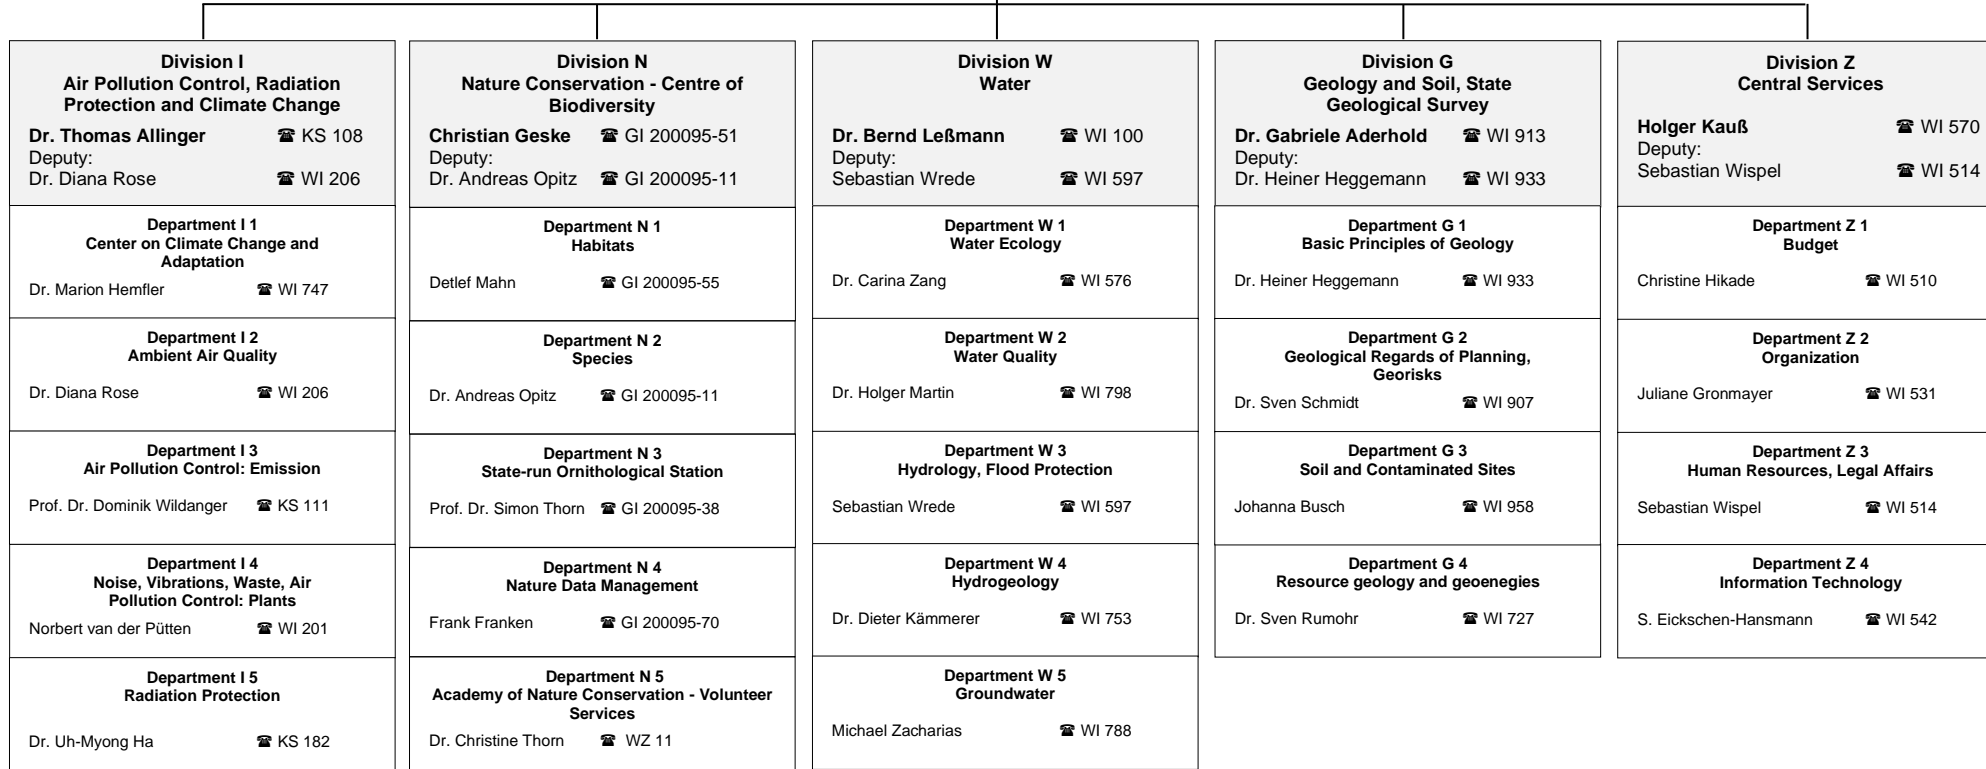 Division I
Air Pollution Control, Radiation
Protection and Climate Change
Dr. Thomas Allinger ☎ KS 108
Deputy:
Dr. Diana Rose ☎ WI 206
Department I 1
Center on Climate Change and
Adaptation
Dr. Marion Hemfler ☎ WI 747
Department I 2
Ambient Air Quality
Dr. Diana Rose ☎ WI 206
Department I 3
Air Pollution Control: Emission
Prof. Dr. Dominik Wildanger ☎ KS 111
Department I 4
Noise, Vibrations, Waste, Air
Pollution Control: Plants
Norbert van der Pütten ☎ WI 201
Department I 5
Radiation Protection
Dr. Uh-Myong Ha ☎ KS 182
Division N
Nature Conservation - Centre of
Biodiversity
Christian Geske ☎ GI 200095-51
Deputy:
Dr. Andreas Opitz ☎ GI 200095-11
Department N 1
Habitats
Detlef Mahn ☎ GI 200095-55
Department N 2
Species
Dr. Andreas Opitz ☎ GI 200095-11
Department N 3
State-run Ornithological Station
Prof. Dr. Simon Thorn ☎ GI 200095-38
Department N 4
Nature Data Management
Frank Franken ☎ GI 200095-70
Department N 5
Academy of Nature Conservation - Volunteer
Services
Dr. Christine Thorn ☎ WZ 11
Division W
Water
Dr. Bernd Leßmann ☎ WI 100
Deputy:
Sebastian Wrede ☎ WI 597
Department W 1
Water Ecology
Dr. Carina Zang ☎ WI 576
Department W 2
Water Quality
Dr. Holger Martin ☎ WI 798
Department W 3
Hydrology, Flood Protection
Sebastian Wrede ☎ WI 597
Department W 4
Hydrogeology
Dr. Dieter Kämmerer ☎ WI 753
Department W 5
Groundwater
Michael Zacharias ☎ WI 788
Division G
Geology and Soil, State
Geological Survey
Dr. Gabriele Aderhold ☎ WI 913
Deputy:
Dr. Heiner Heggemann ☎ WI 933
Department G 1
Basic Principles of Geology
Dr. Heiner Heggemann ☎ WI 933
Department G 2
Geological Regards of Planning,
Georisks
Dr. Sven Schmidt ☎ WI 907
Department G 3
Soil and Contaminated Sites
Johanna Busch ☎ WI 958
Department G 4
Resource geology and geoenegies
Dr. Sven Rumohr ☎ WI 727
Division Z
Central Services
Holger Kauß ☎ WI 570
Deputy:
Sebastian Wispel ☎ WI 514
Department Z 1
Budget
Christine Hikade ☎ WI 510
Department Z 2
Organization
Juliane Gronmayer ☎ WI 531
Department Z 3
Human Resources, Legal Affairs
Sebastian Wispel ☎ WI 514
Department Z 4
Information Technology
S. Eickschen-Hansmann ☎ WI 542